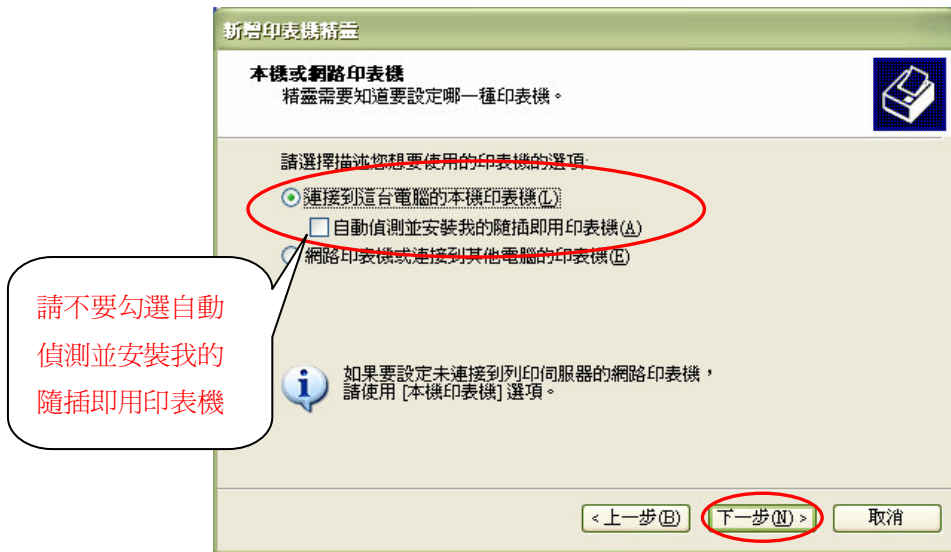 新增印表機精靈
本機或網路印表機
精靈需要知道要設定哪一種印表機。
請選擇描述您想要使用的印表機的選項:
連接到這台電腦的本機印表機(L)
自動偵測並安裝我的隨插即用印表機(A)
網路印表機或連接到其他電腦的印表機(E)
請不要勾選自動
偵測並安裝我的
隨插即用印表機
如果要設定未連接到列印伺服器的網路印表機，
請使用 [本機印表機] 選項。
<上一步(B)
下一步(N)>
取消